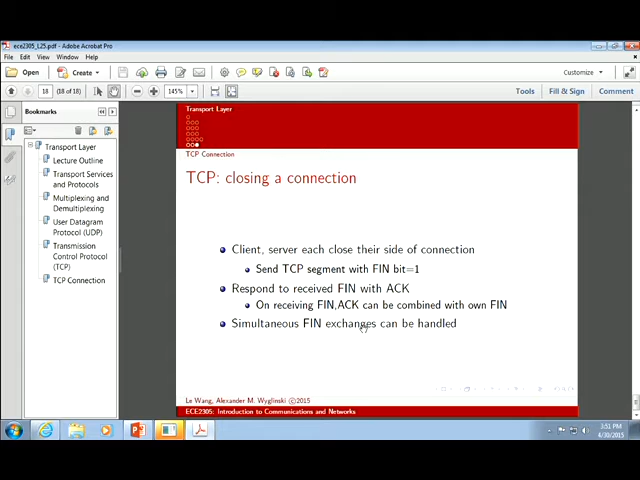 ece2305_L25.pdf - Adobe Acrobat Pro
File Edit View Window Help
Open
Create
Customize
18 (18 of 18)
145%
Tools Fill & Sign Comment
Bookmarks
Transport Layer
Lecture Outline
Transport Services
and Protocols
Multiplexing and
Demultiplexing
User Datagram
Protocol (UDP)
Transmission
Control Protocol
(TCP)
TCP Connection
Transport Layer
TCP Connection
TCP: closing a connection
Client, server each close their side of connection
Send TCP segment with FIN bit=1
Respond to received FIN with ACK
On receiving FIN,ACK can be combined with own FIN
Simultaneous FIN exchanges can be handled
Le Wang, Alexander M. Wyglinski ©2015
ECE2305: Introduction to Communications and Networks
3:51 PM
4/30/2015